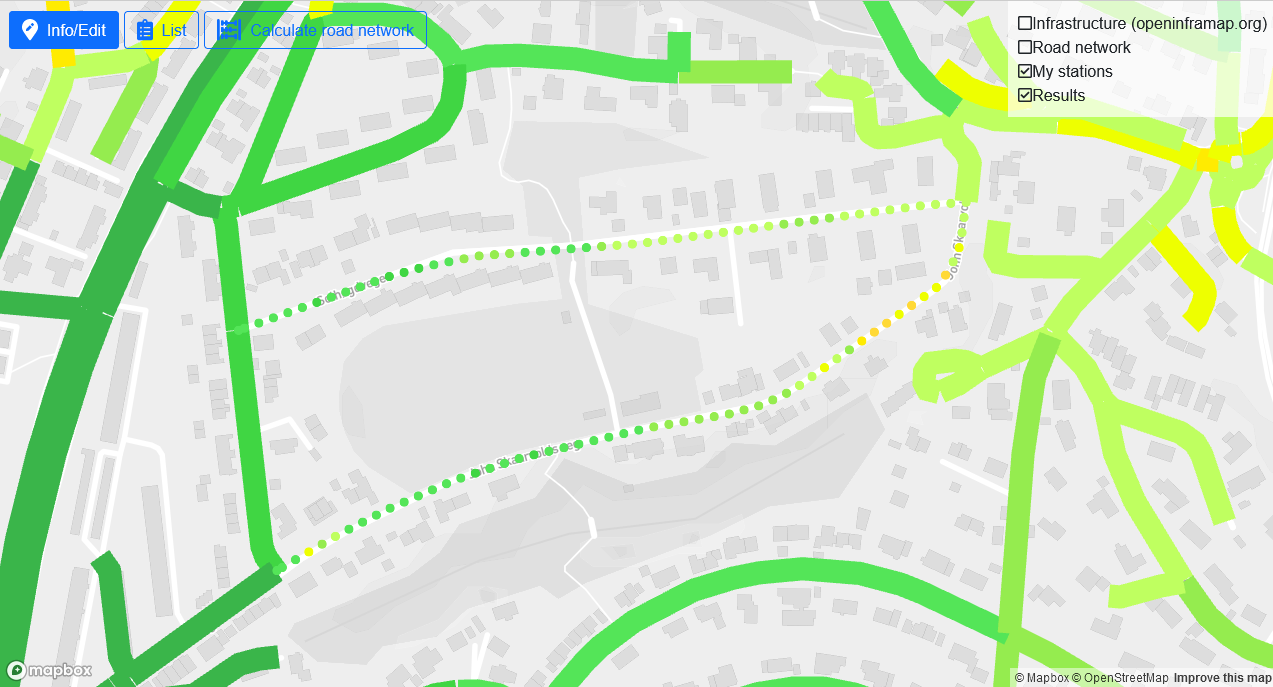 Info/Edit
List
Calculate road network
Infrastructure (openinframap.org)
Road network
My stations
Results
mapbox
© Mapbox © OpenStreetMap Improve this map